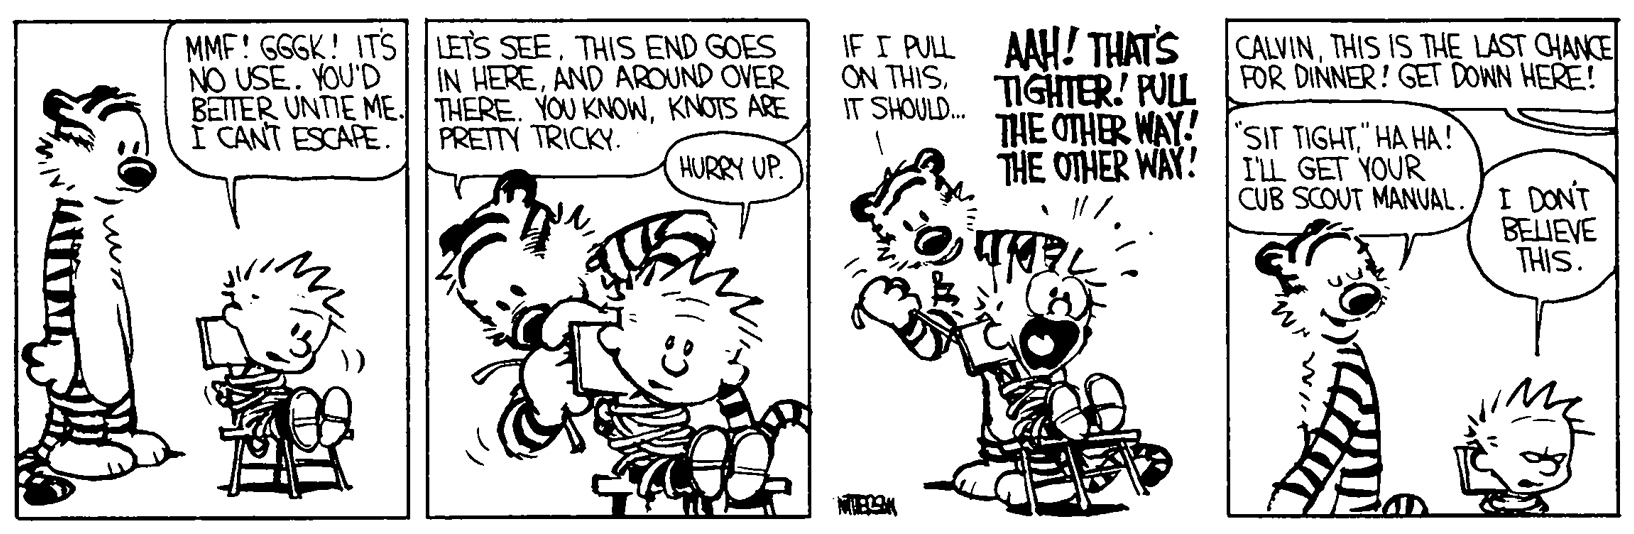 MMF! GGGK! IT'S
NO USE. YOU'D
BETTER UNTIE ME.
I CAN'T ESCAPE.
LET'S SEE, THIS END GOES
IN HERE, AND AROUND OVER
THERE. YOU KNOW, KNOTS ARE
PRETTY TRICKY.
HURRY UP.
IF I PULL
ON THIS,
IT SHOULD...
AAH! THAT'S
TIGHTER! PULL
THE OTHER WAY!
THE OTHER WAY!
CALVIN, THIS IS THE LAST CHANCE
FOR DINNER! GET DOWN HERE!
"SIT TIGHT," HA HA!
I'LL GET YOUR
CUB SCOUT MANUAL.
I DON'T
BELIEVE
THIS.